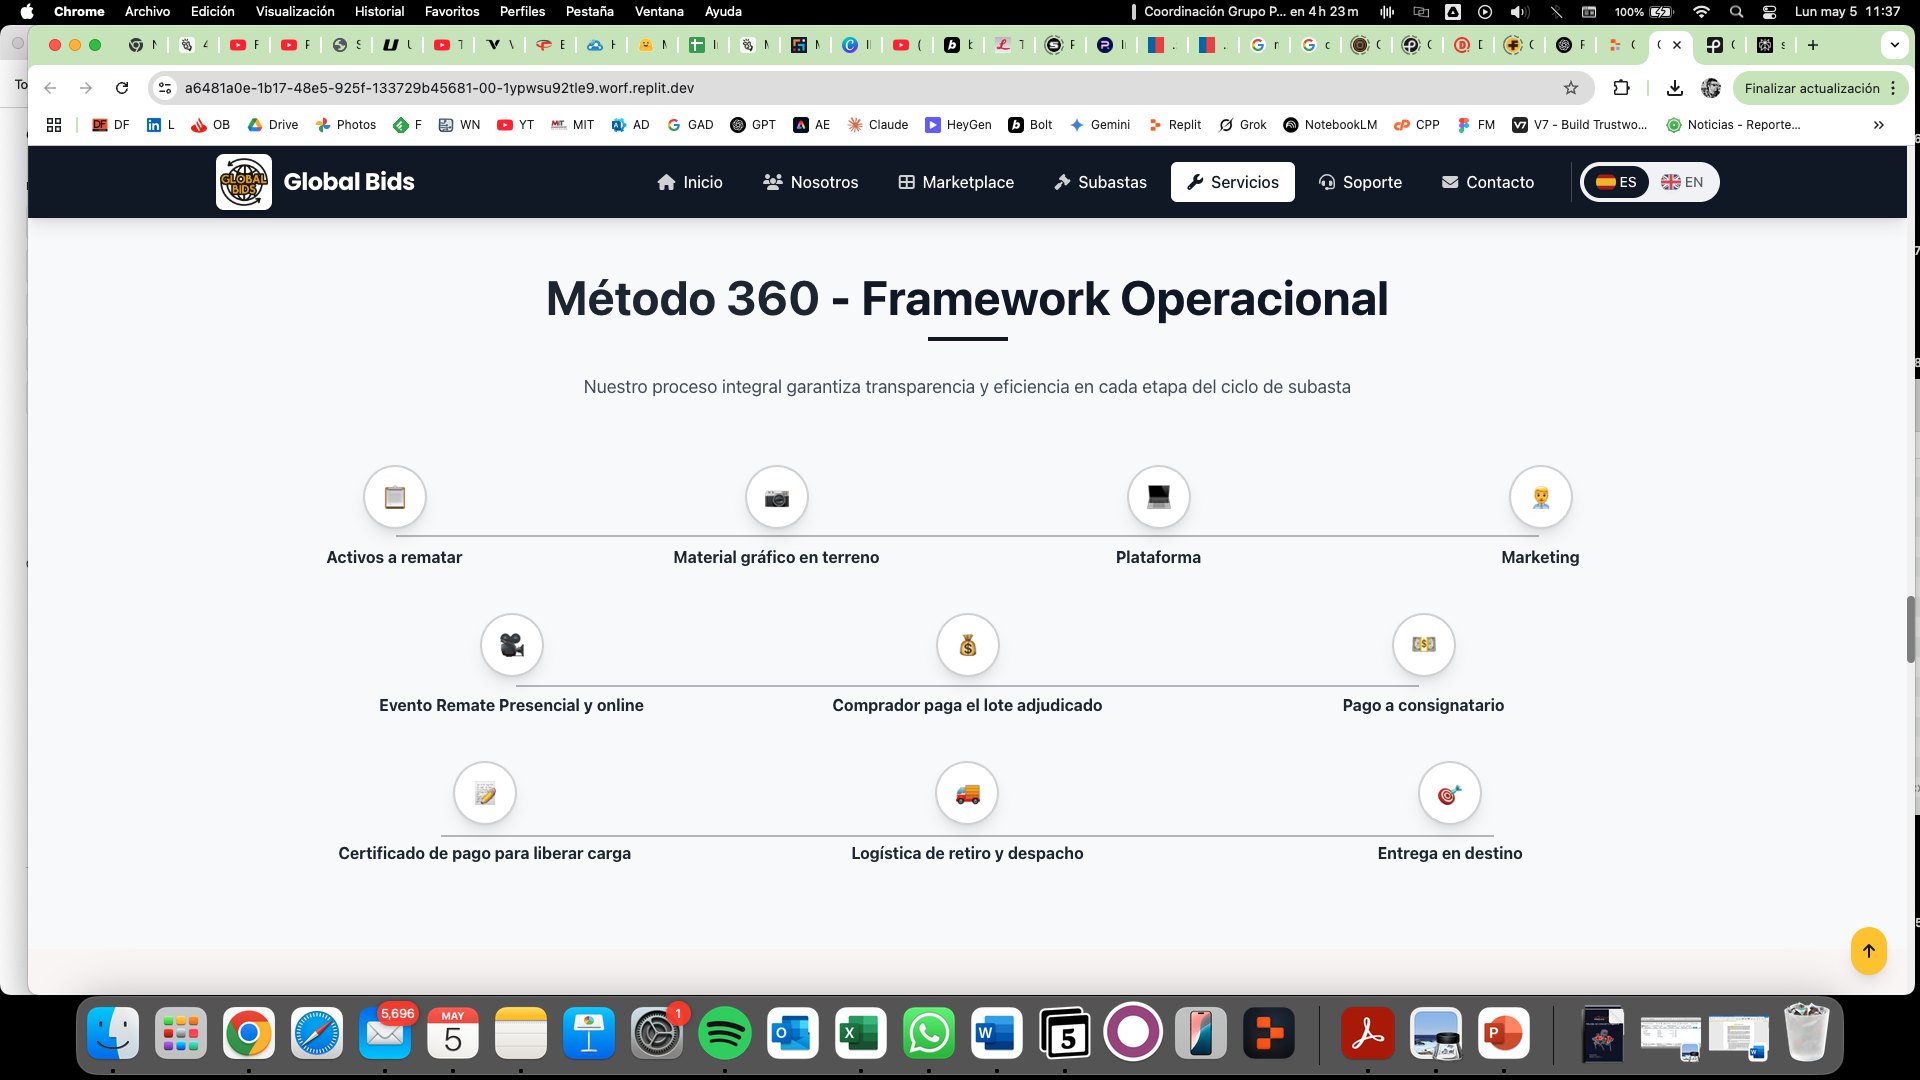 Chrome Archivo Edición Visualización Historial Favoritos Perfiles Pestaña Ventana Ayuda Coordinación Grupo P... en 4 h 23 m 100% Lun may 5 11:37
a6481a0e-1b17-48e5-925f-133729b45681-00-1ypwsu92tle9.worf.replit.dev Finalizar actualización
DF L OB Drive Photos F WN YT MIT AD GAD GPT AE Claude HeyGen Bolt Gemini Replit Grok NotebookLM CPP FM V7 - Build Trustwo... Noticias - Reporte...
GLOBAL BIDS Global Bids Inicio Nosotros Marketplace Subastas Servicios Soporte Contacto ES EN
Método 360 - Framework Operacional
Nuestro proceso integral garantiza transparencia y eficiencia en cada etapa del ciclo de subasta
Activos a rematar Material gráfico en terreno Plataforma Marketing
Evento Remate Presencial y online Comprador paga el lote adjudicado Pago a consignatario
Certificado de pago para liberar carga Logística de retiro y despacho Entrega en destino
5,696 MAY 5 1 5